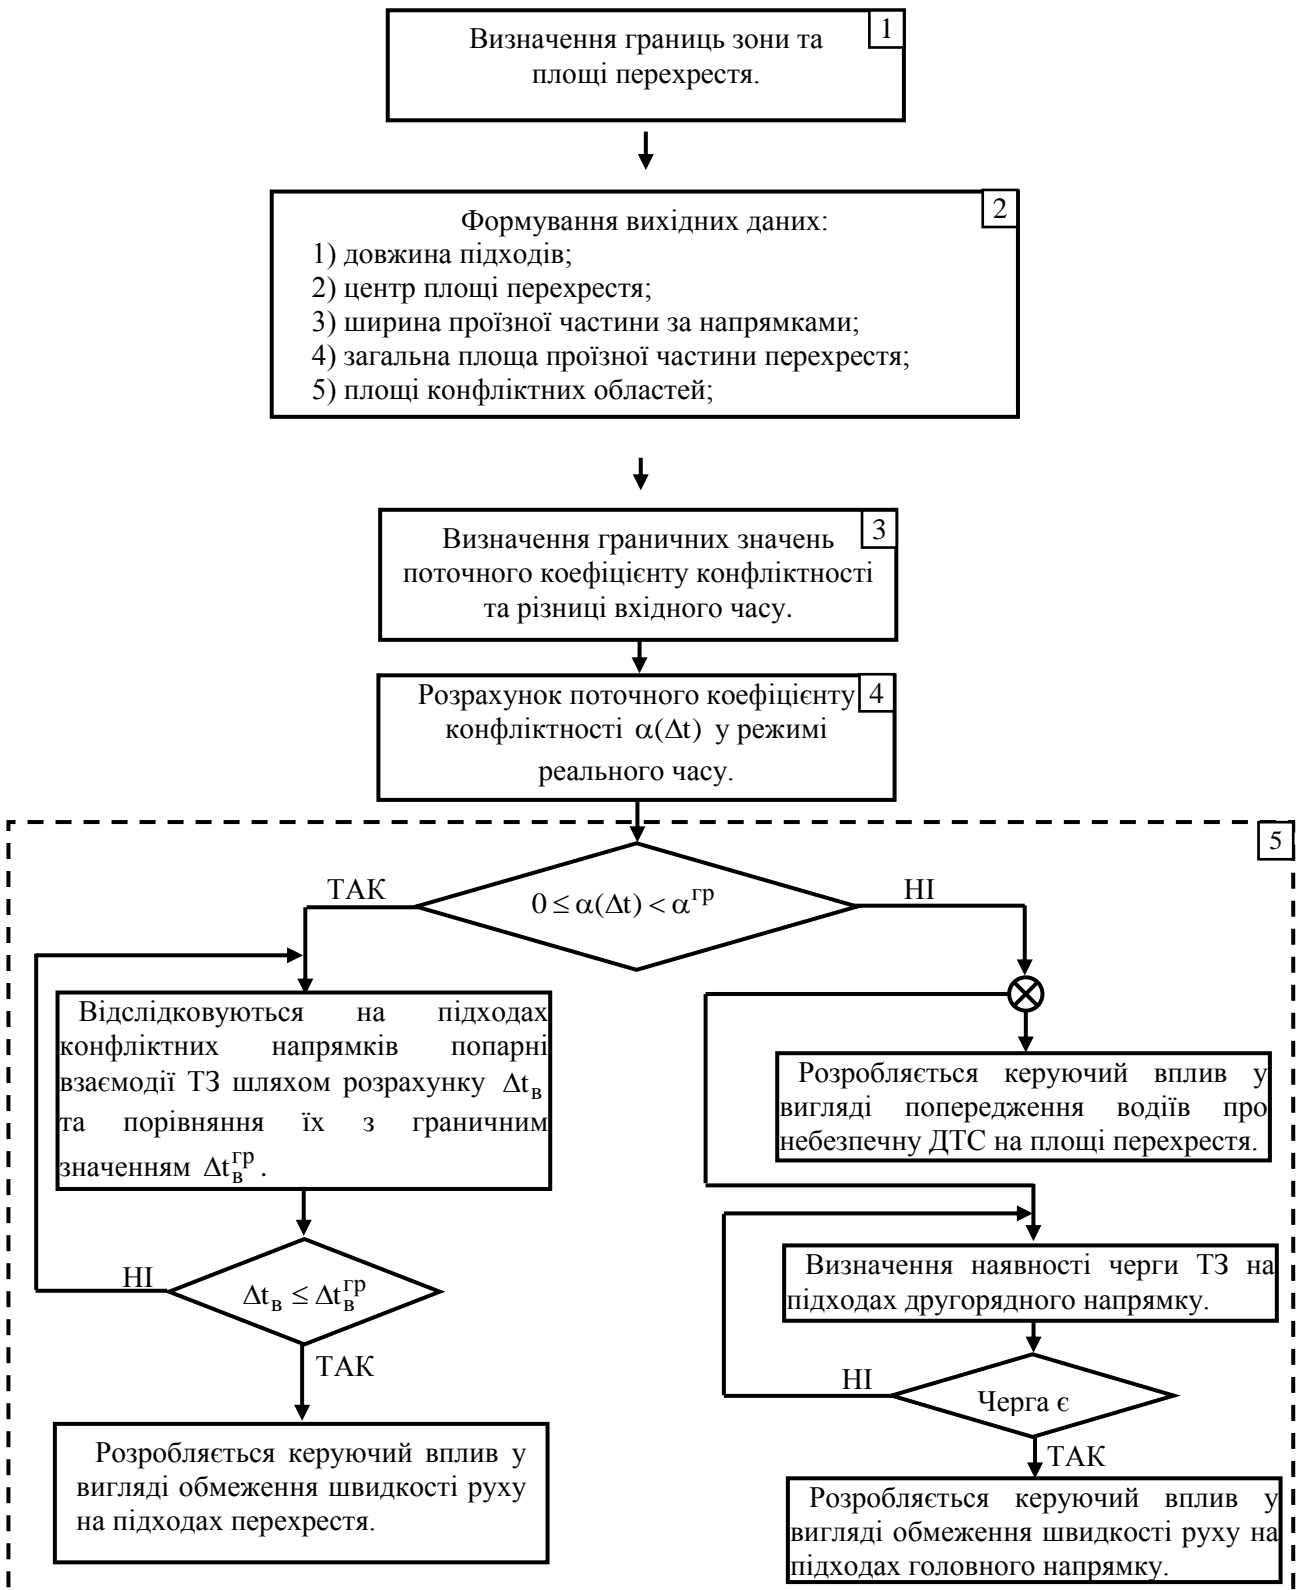 1
Визначення границь зони та
площі перехрестя.
2
Формування вихідних даних:
1) довжина підходів;
2) центр площі перехрестя;
3) ширина проїзної частини за напрямками;
4) загальна площа проїзної частини перехрестя;
5) площі конфліктних областей;
3
Визначення граничних значень
поточного коефіцієнту конфліктності
та різниці вхідного часу.
4
Розрахунок поточного коефіцієнту
конфліктності α(Δt) у режимі
реального часу.
5
ТАК
0 ≤ α(Δt) < α^гр
НІ
Відслідковуються на підходах
конфліктних напрямків попарні
взаємодії ТЗ шляхом розрахунку Δt_в
та порівняння їх з граничним
значенням Δt_в^гр.
НІ
Δt_в ≤ Δt_в^гр
ТАК
Розробляється керуючий вплив у
вигляді обмеження швидкості руху
на підходах перехрестя.
Розробляється керуючий вплив у
вигляді попередження водіїв про
небезпечну ДТС на площі перехрестя.
Визначення наявності черги ТЗ на
підходах другорядного напрямку.
НІ
Черга є
ТАК
Розробляється керуючий вплив у
вигляді обмеження швидкості руху на
підходах головного напрямку.